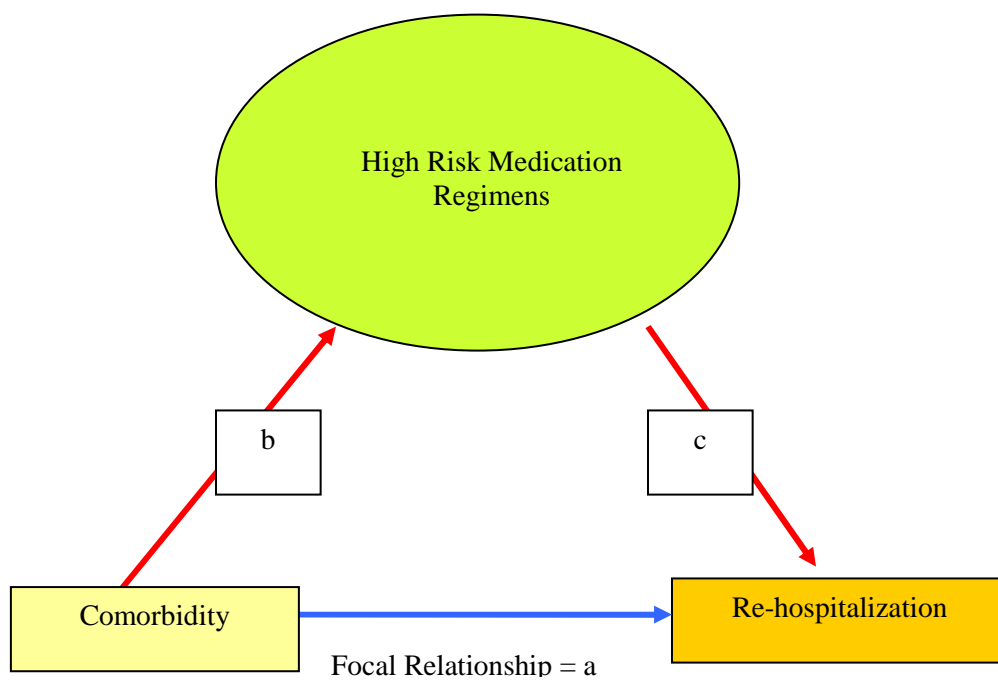 High Risk Medication
Regimens
b
c
Comorbidity
Re-hospitalization
Focal Relationship = a